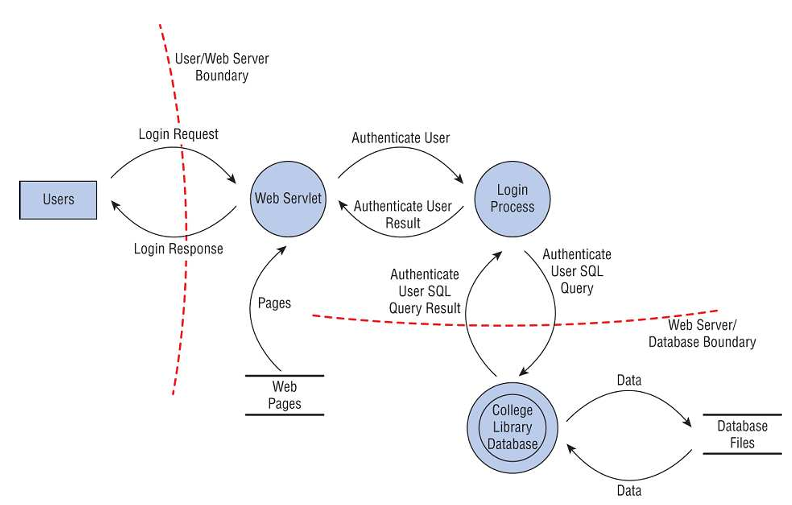 User/Web Server
Boundary
Login Request
Authenticate User
Users
Web Servlet
Authenticate User
Result
Login
Process
Login Response
Authenticate
User SQL
Query Result
Authenticate
User SQL
Query
Pages
Web Server/
Database Boundary
Web
Pages
Data
College
Library
Database
Database
Files
Data